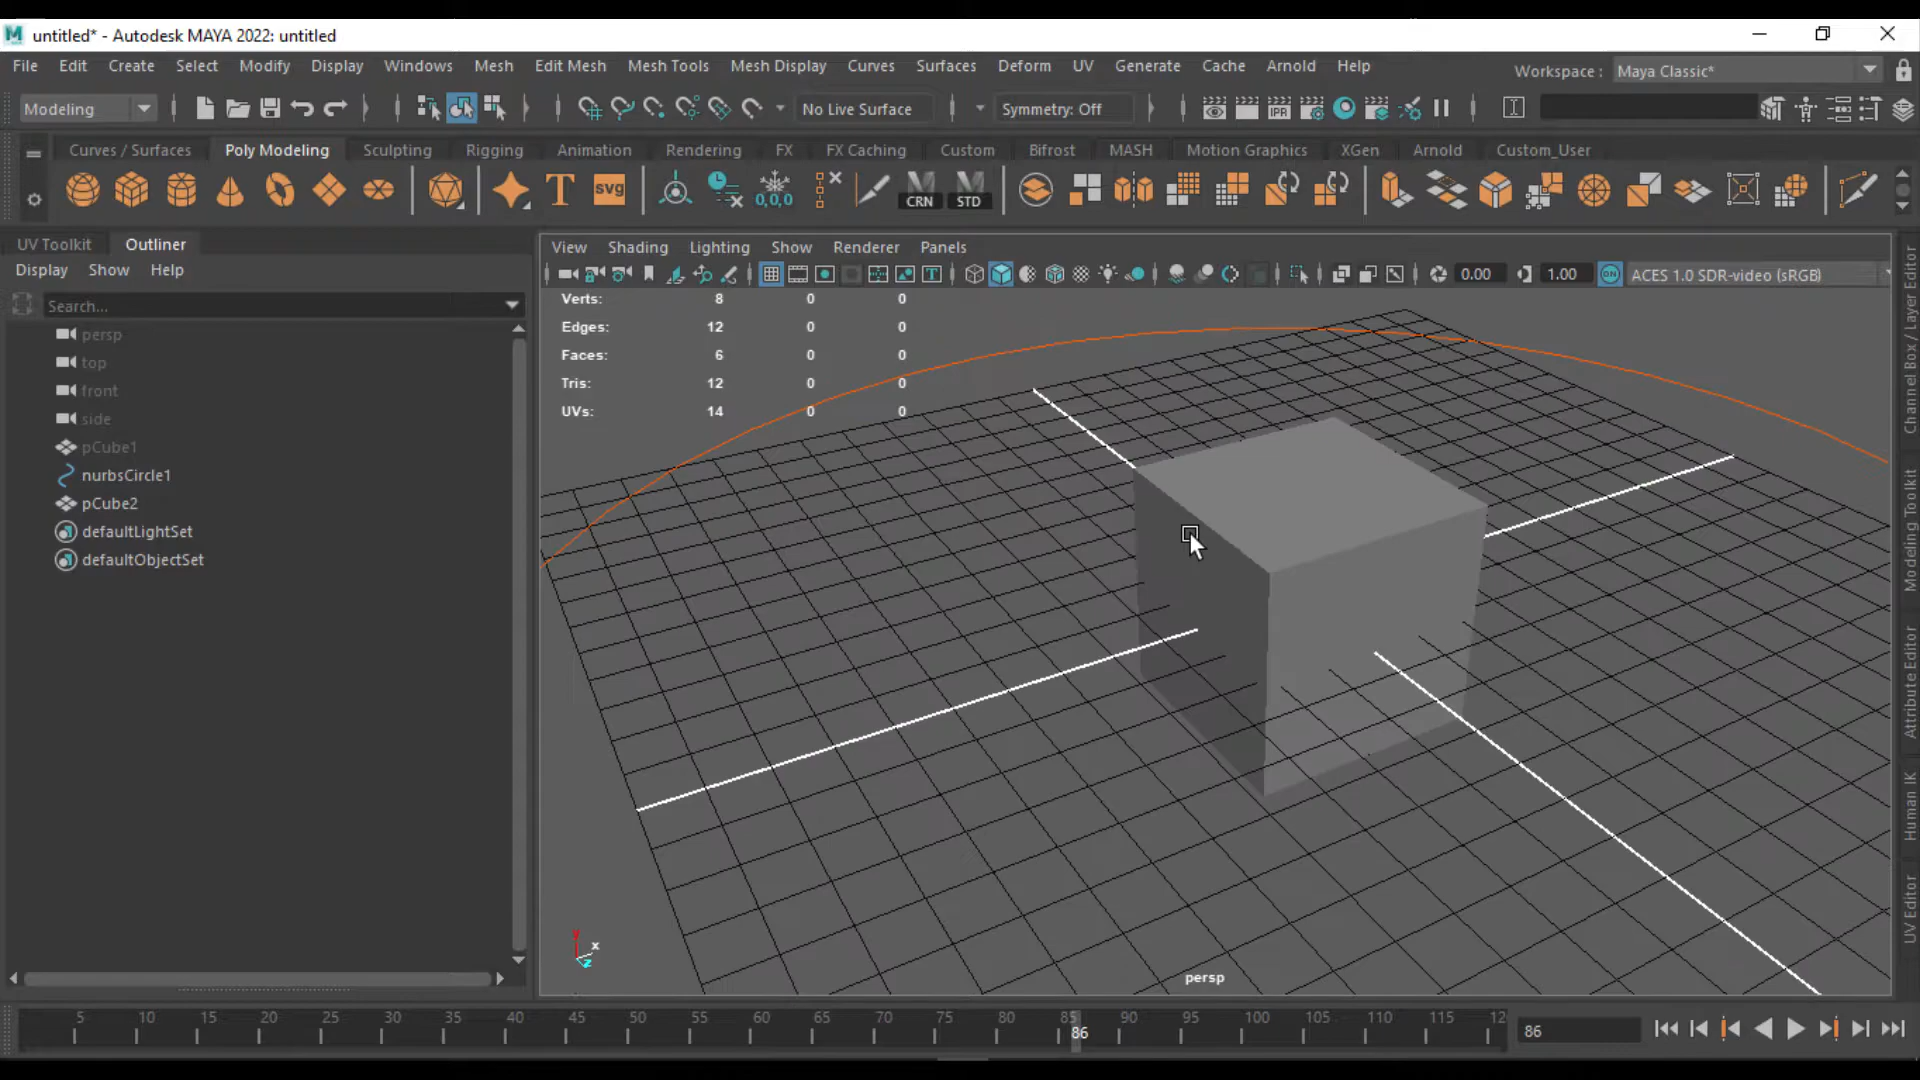 untitled* - Autodesk MAYA 2022: untitled
File Edit Create Select Modify Display Windows Mesh Edit Mesh Mesh Tools Mesh Display Curves Surfaces Deform UV Generate Cache Arnold Help Workspace : Maya Classic*
Modeling No Live Surface Symmetry: Off IPR
Curves / Surfaces Poly Modeling Sculpting Rigging Animation Rendering FX FX Caching Custom Bifrost MASH Motion Graphics XGen Arnold Custom_User
T svg 0,0,0 CRN STD
UV Toolkit Outliner
Display Show Help
Search...
persp
top
front
side
pCube1
nurbsCircle1
pCube2
defaultLightSet
defaultObjectSet
View Shading Lighting Show Renderer Panels
0.00 1.00 ON ACES 1.0 SDR-video (sRGB)
Verts: 8 0 0
Edges: 12 0 0
Faces: 6 0 0
Tris: 12 0 0
UVs: 14 0 0
y
x
z
persp
Channel Box / Layer Editor
Modeling Toolkit
Attribute Editor
Human IK
UV Editor
5 10 15 20 25 30 35 40 45 50 55 60 65 70 75 80 85 90 95 100 105 110 115 12
86
86